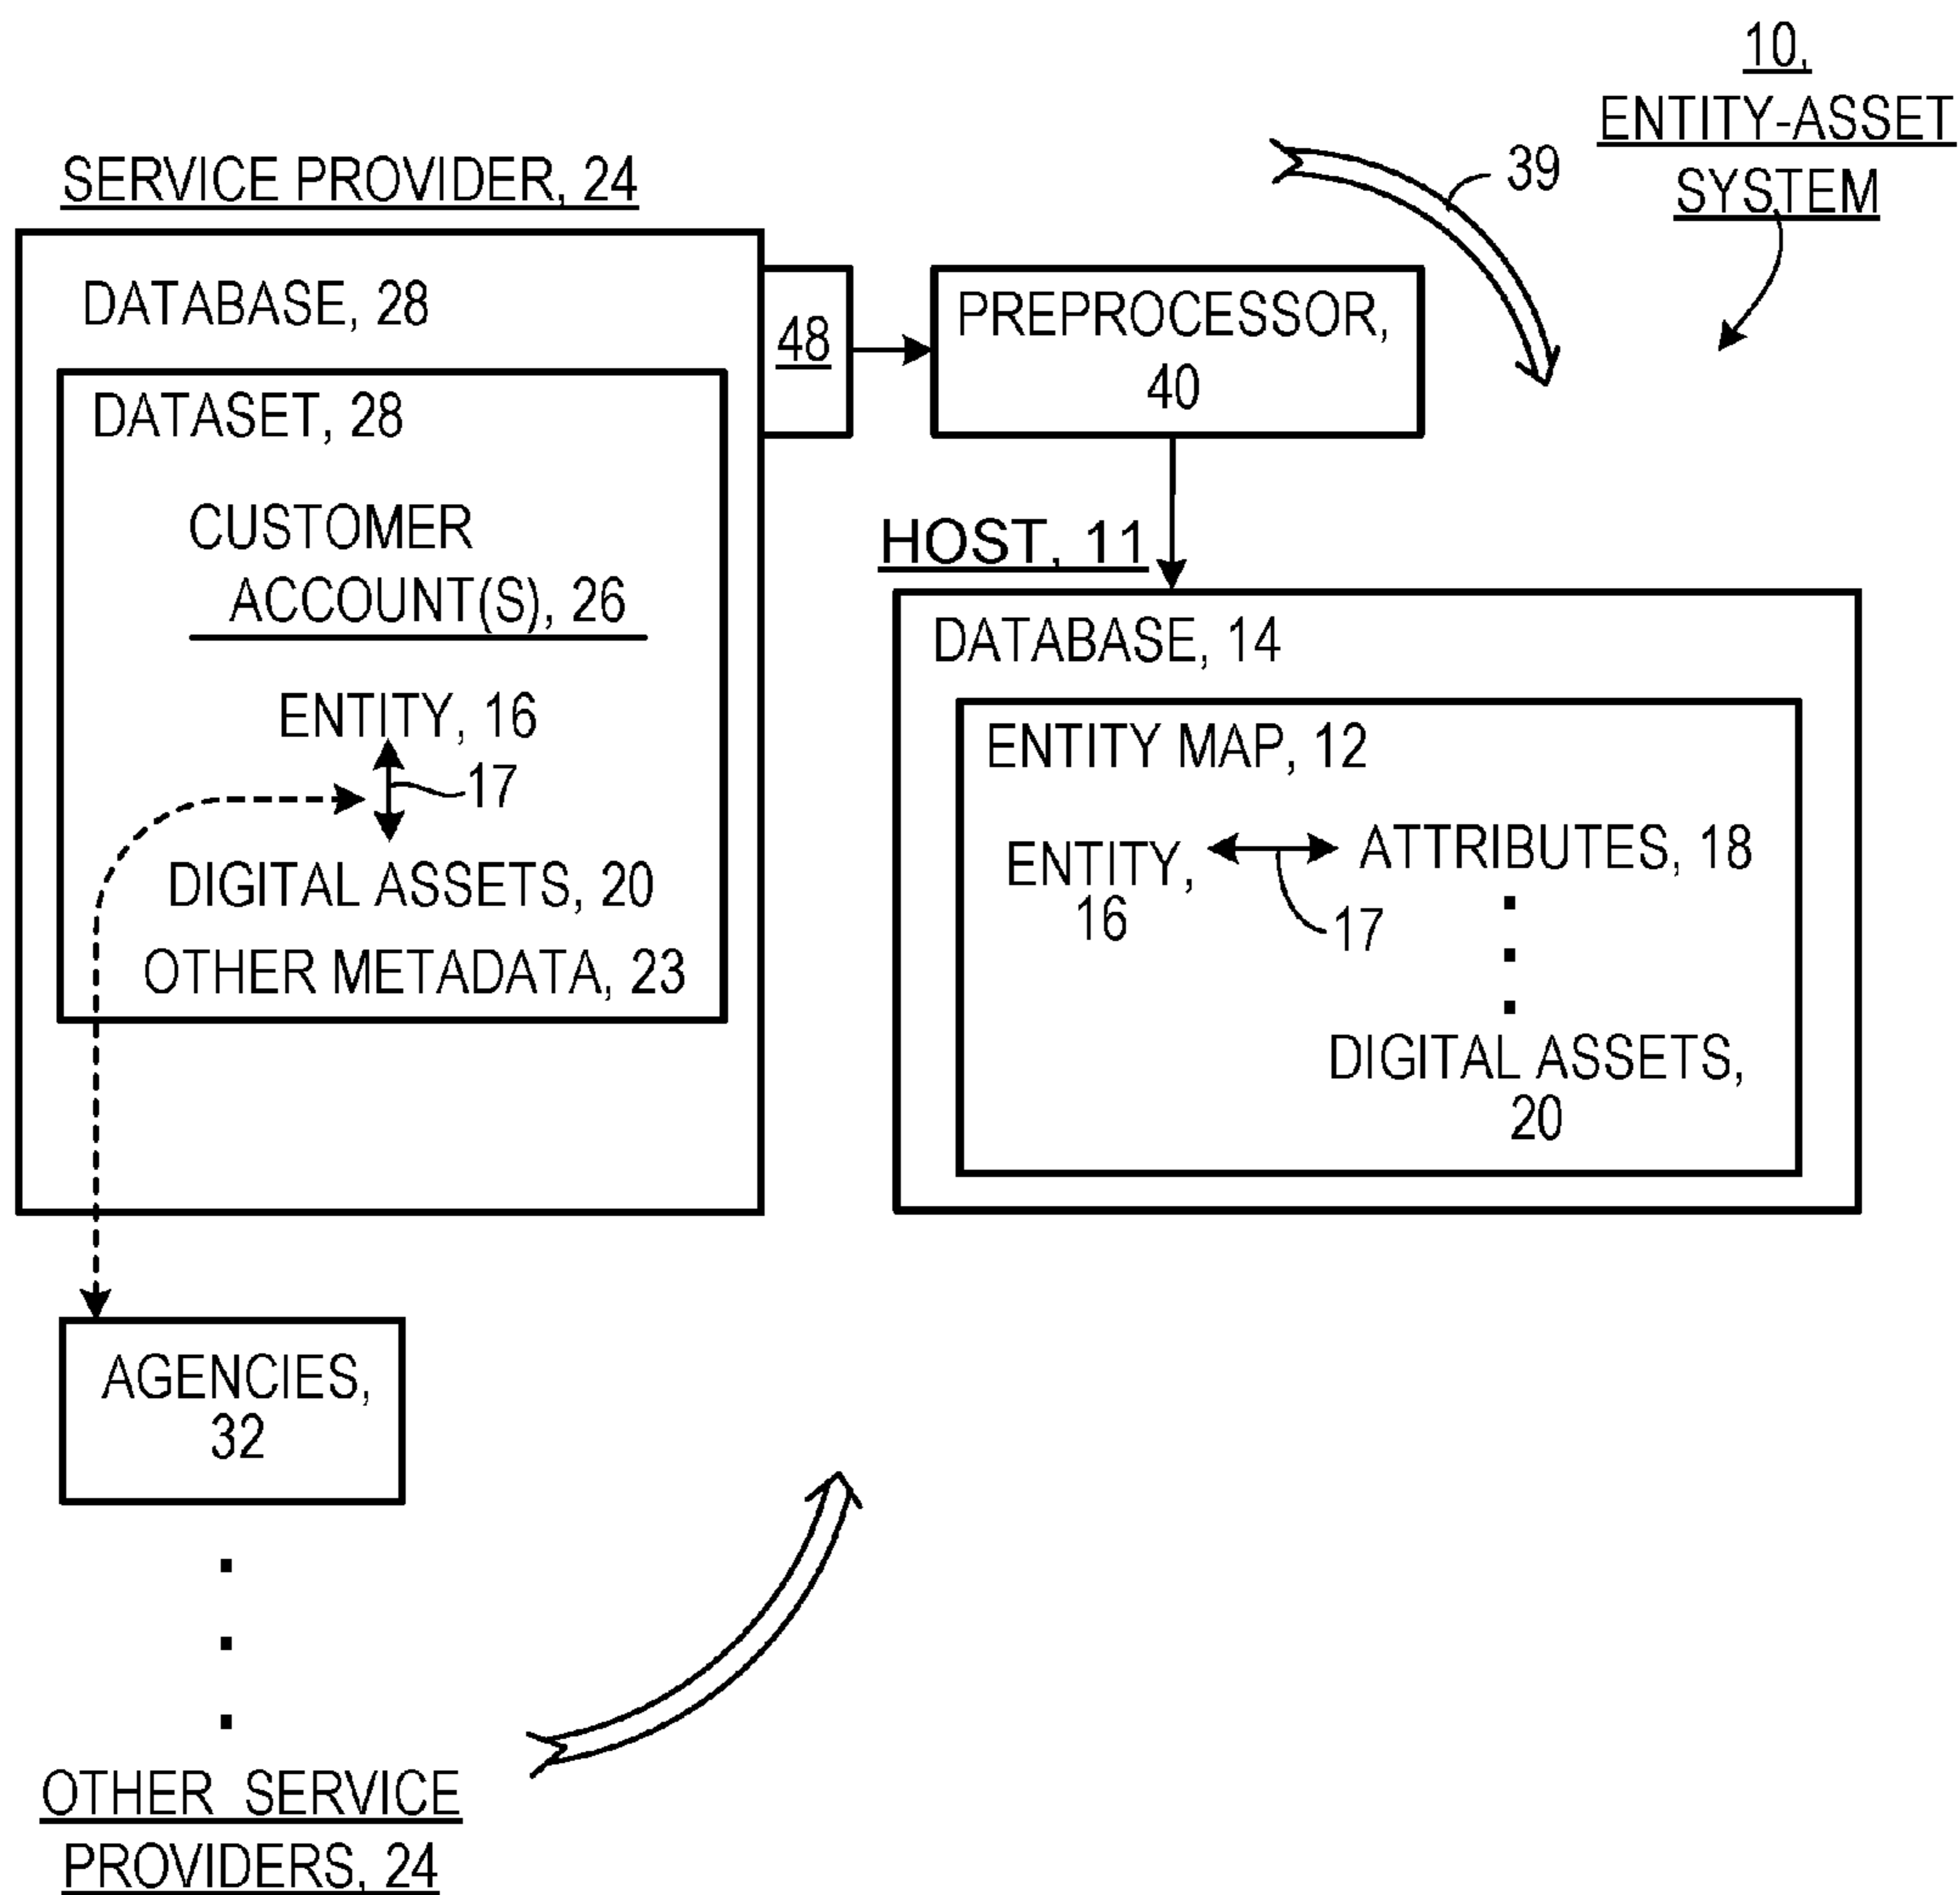 10,
ENTITY-ASSET
SYSTEM
39
SERVICE PROVIDER, 24
DATABASE, 28
DATASET, 28
CUSTOMER
ACCOUNT(S), 26
ENTITY, 16
17
DIGITAL ASSETS, 20
OTHER METADATA, 23
48
PREPROCESSOR,
40
HOST, 11
DATABASE, 14
ENTITY MAP, 12
ENTITY,
16
17
ATTRIBUTES, 18
DIGITAL ASSETS,
20
AGENCIES,
32
OTHER SERVICE
PROVIDERS, 24